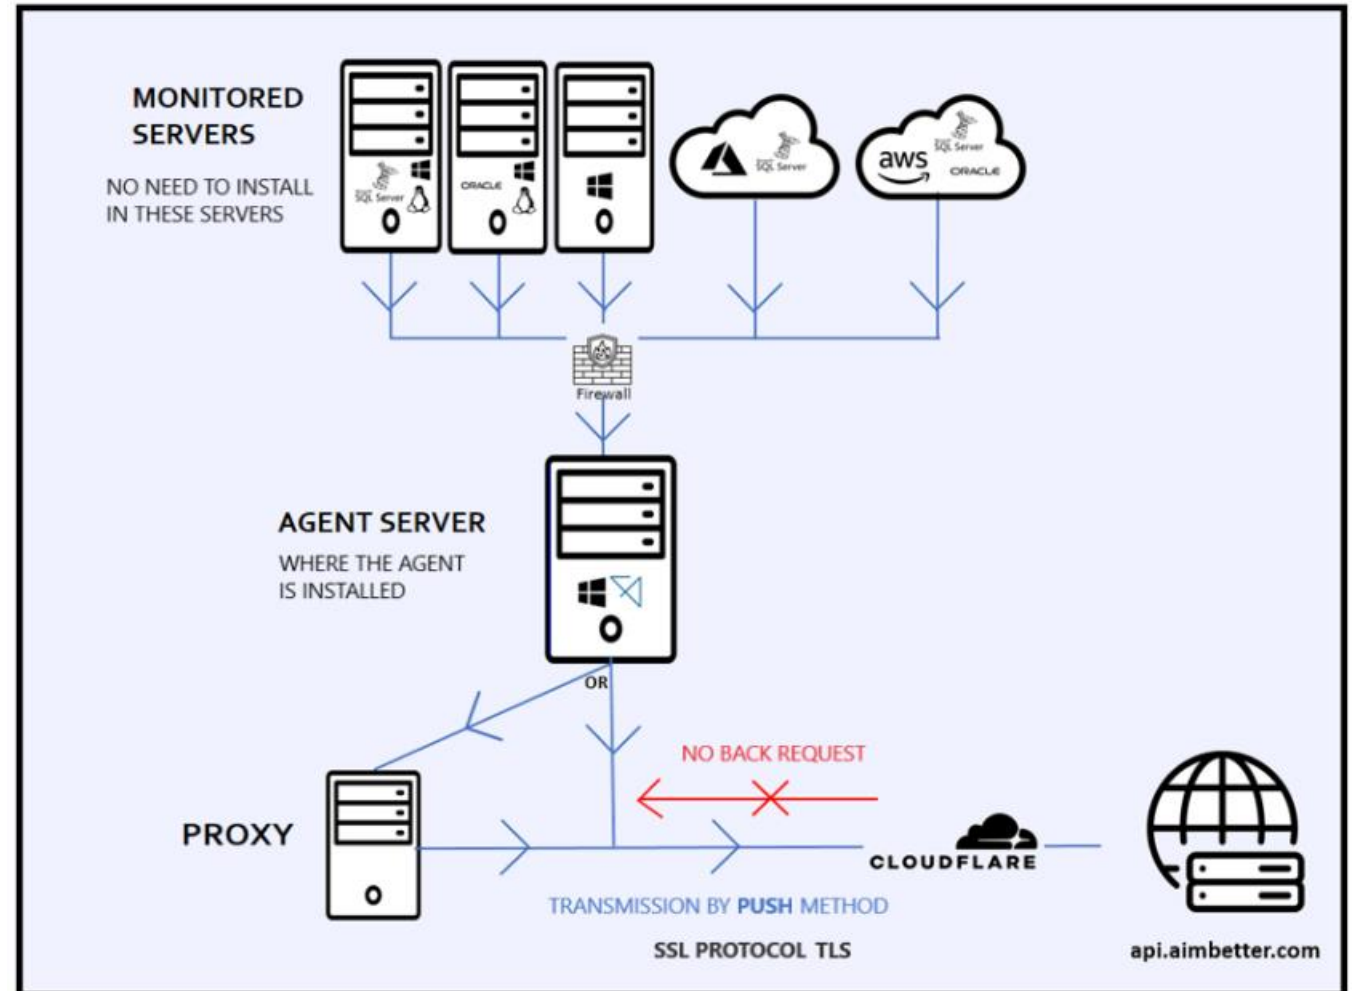 MONITORED
SERVERS
NO NEED TO INSTALL
IN THESE SERVERS
SQL Server
ORACLE
SQL Server
aws
SQL Server
ORACLE
Firewall
AGENT SERVER
WHERE THE AGENT
IS INSTALLED
OR
NO BACK REQUEST
PROXY
CLOUDFLARE
TRANSMISSION BY PUSH METHOD
SSL PROTOCOL TLS
api.aimbetter.com